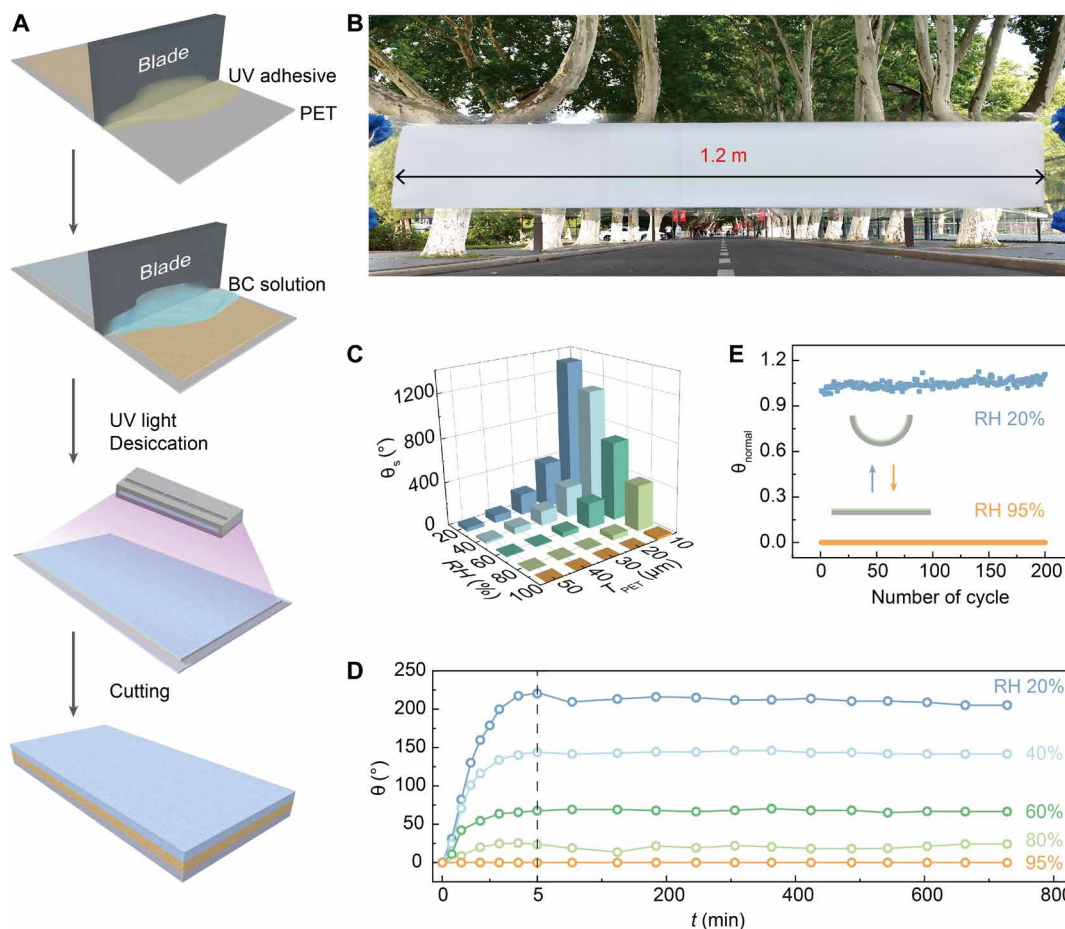 A
Blade
UV adhesive
PET
Blade
BC solution
UV light
Desiccation
Cutting
B
1.2 m
C
θs (°)
1200
800
400
0
20
40
60
80
100
RH (%)
50
40
30
20
10
TPET (μm)
E
θnormal
1.2
0.9
0.6
0.3
0.0
RH 20%
RH 95%
0
50
100
150
200
Number of cycle
D
θ (°)
250
200
150
100
50
0
RH 20%
40%
60%
80%
95%
0
5
200
400
600
800
t (min)